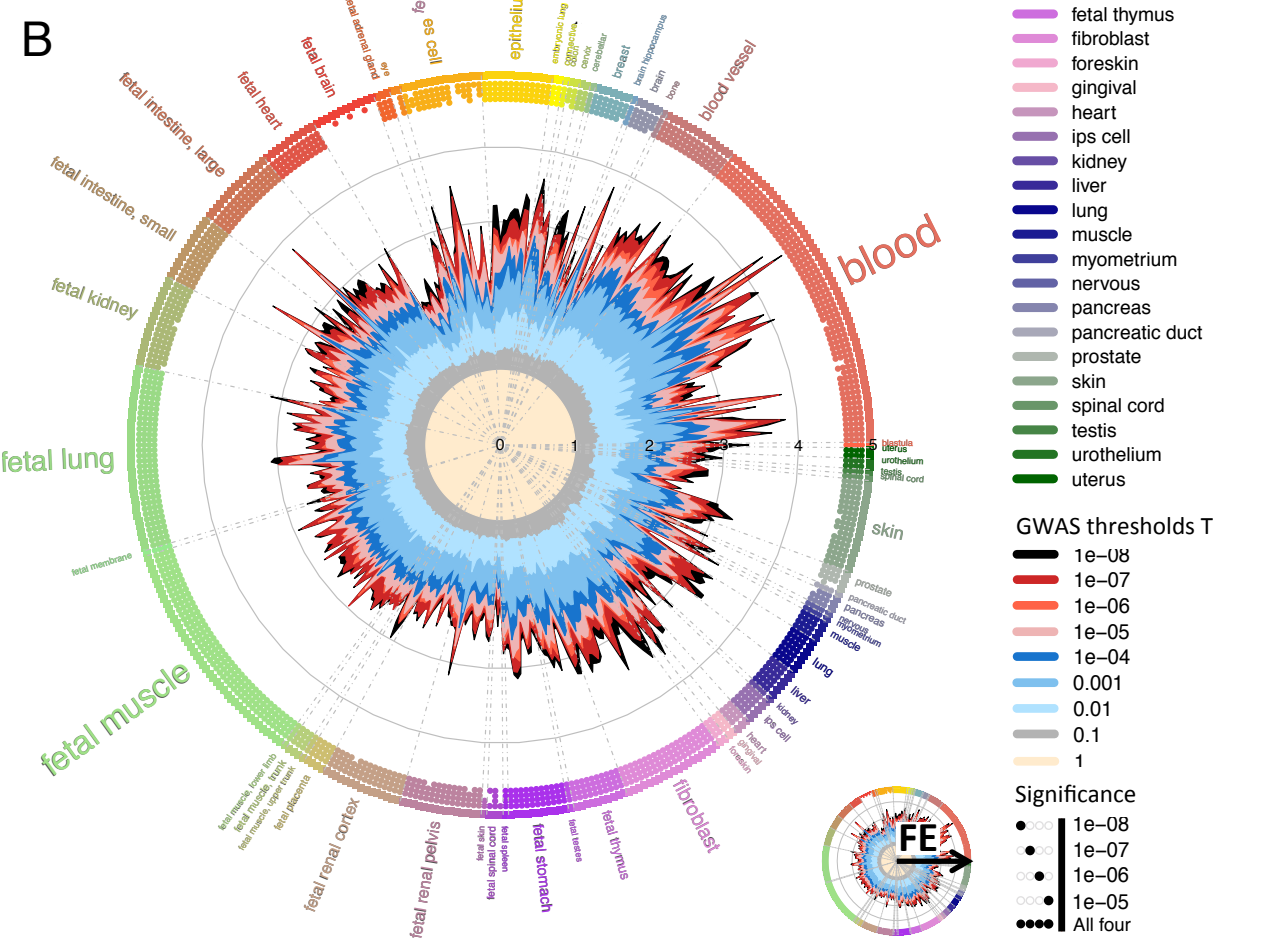 B
fetal kidney
fetal intestine, small
fetal intestine, large
fetal heart
fetal brain
fetal adrenal gland
eye
fe
es cell
epitheliu
embryonic lung
connective
colon
cervix
cerebellar
breast
brain hippocampus
brain
bone
blood vessel
blood
blastula
uterus
urothelium
testis
spinal cord
skin
prostate
pancreatic duct
pancreas
nervous
myometrium
muscle
lung
liver
kidney
ips cell
heart
gingival
foreskin
fibroblast
fetal thymus
fetal testes
fetal stomach
fetal spleen
fetal spinal cord
fetal skin
fetal renal pelvis
fetal renal cortex
fetal placenta
fetal muscle, upper trunk
fetal muscle, trunk
fetal muscle, lower limb
fetal muscle
fetal membrane
fetal lung
0 1 2 3 4 5
fetal thymus
fibroblast
foreskin
gingival
heart
ips cell
kidney
liver
lung
muscle
myometrium
nervous
pancreas
pancreatic duct
prostate
skin
spinal cord
testis
urothelium
uterus
GWAS thresholds T
1e−08
1e−07
1e−06
1e−05
1e−04
0.001
0.01
0.1
1
Significance
1e−08
1e−07
1e−06
1e−05
All four
FE